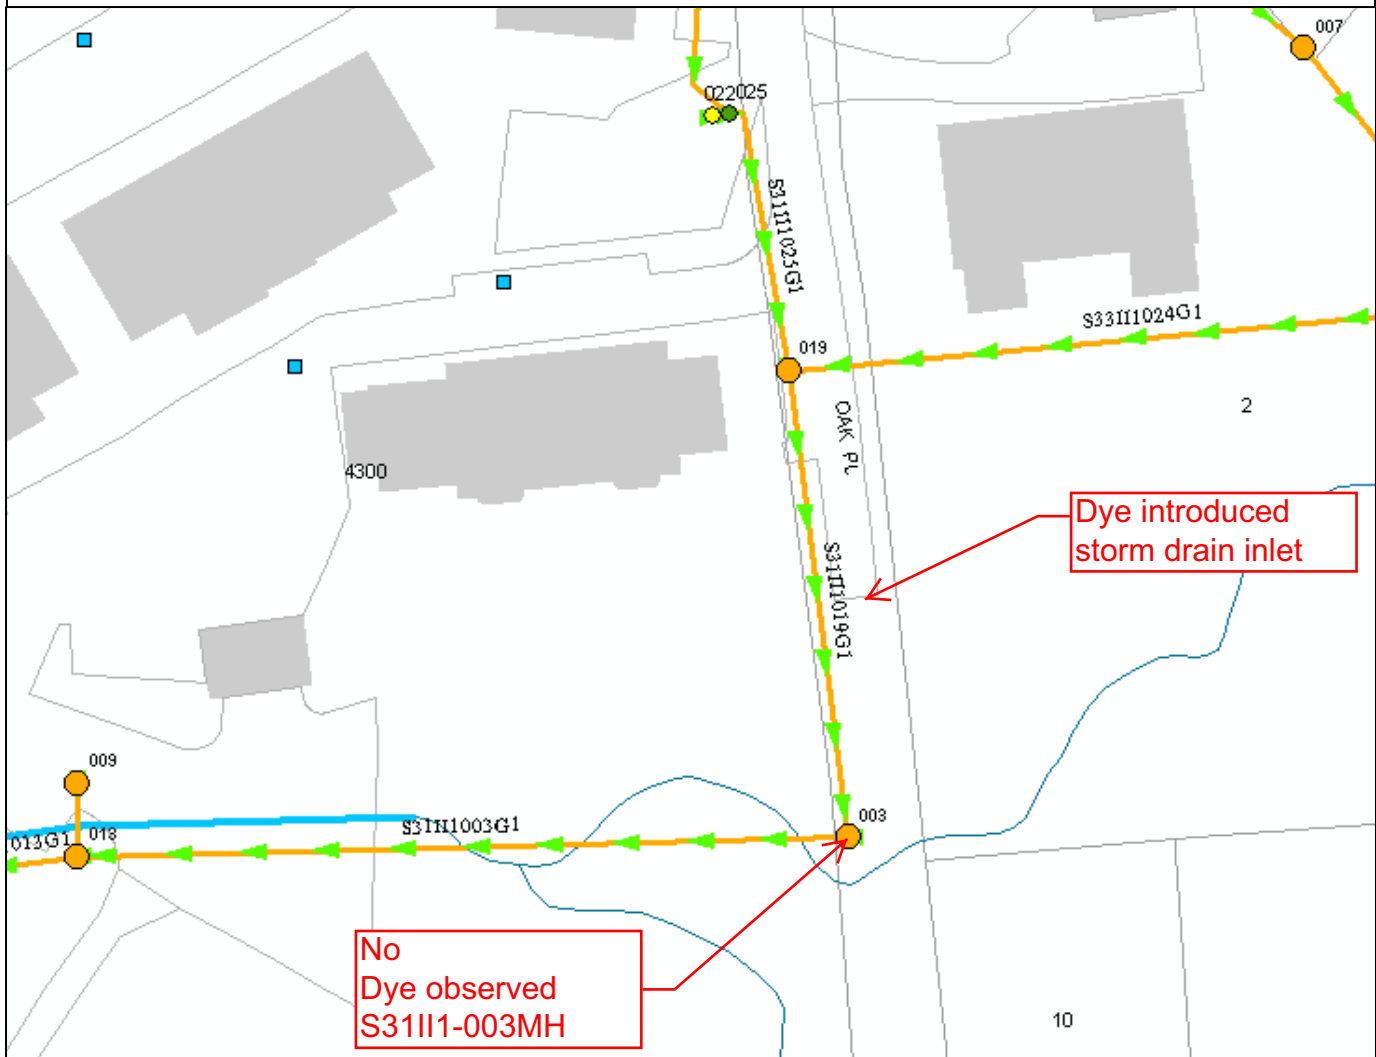 007
022025
S31II1025G1
S33II1024G1
019
OAK PL
2
4300
Dye introduced
storm drain inlet
S31II1019G1
009
003
013G1
013
S31II1003G1
No
Dye observed
S31II1-003MH
10